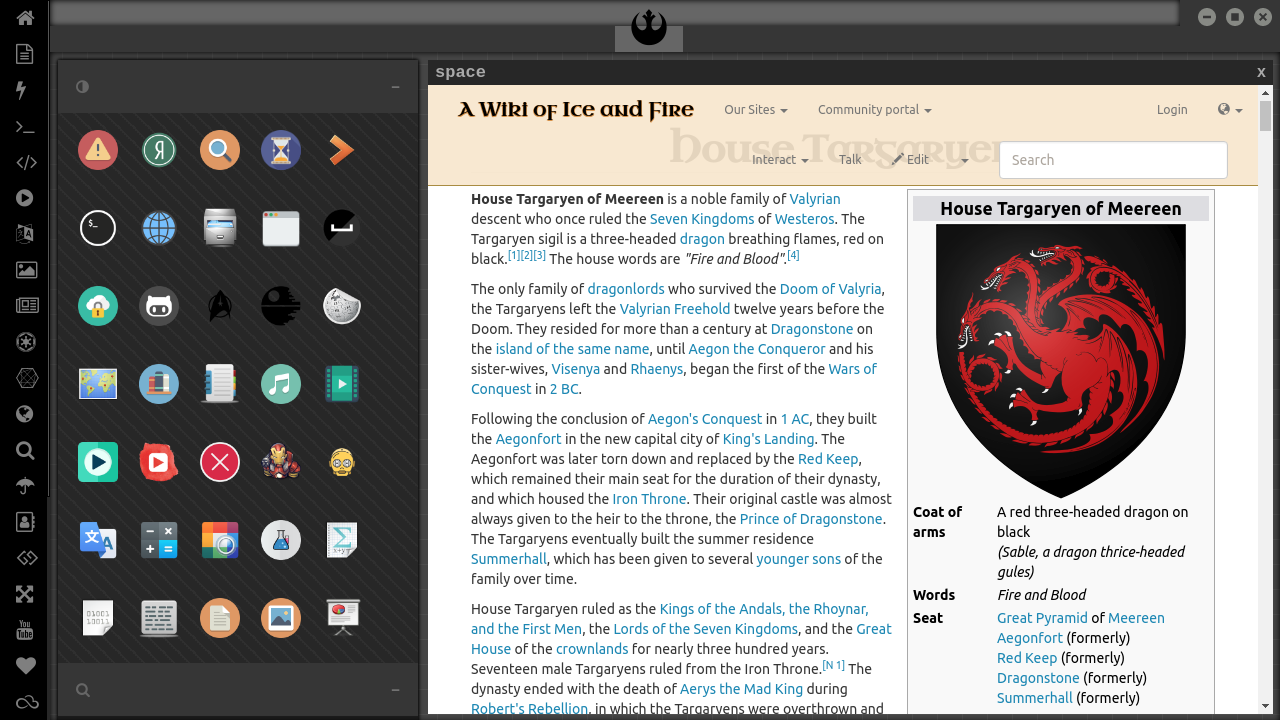 space
x
A Wiki of Ice and Fire
Our Sites
Community portal
Login
House Targaryen
Interact
Talk
Edit
Search
House Targaryen of Meereen is a noble family of Valyrian
descent who once ruled the Seven Kingdoms of Westeros. The
Targaryen sigil is a three-headed dragon breathing flames, red on
black.[1][2][3] The house words are "Fire and Blood".[4]
The only family of dragonlords who survived the Doom of Valyria,
the Targaryens left the Valyrian Freehold twelve years before the
Doom. They resided for more than a century at Dragonstone on
the island of the same name, until Aegon the Conqueror and his
sister-wives, Visenya and Rhaenys, began the first of the Wars of
Conquest in 2 BC.
Following the conclusion of Aegon's Conquest in 1 AC, they built
the Aegonfort in the new capital city of King's Landing. The
Aegonfort was later torn down and replaced by the Red Keep,
which remained their main seat for the duration of their dynasty,
and which housed the Iron Throne. Their original castle was almost
always given to the heir to the throne, the Prince of Dragonstone.
The Targaryens eventually built the summer residence
Summerhall, which has been given to several younger sons of the
family over time.
House Targaryen ruled as the Kings of the Andals, the Rhoynar,
and the First Men, the Lords of the Seven Kingdoms, and the Great
House of the crownlands for nearly three hundred years.
Seventeen male Targaryens ruled from the Iron Throne.[N 1] The
dynasty ended with the death of Aerys the Mad King during
Robert's Rebellion, in which the Targaryens were overthrown and
House Targaryen of Meereen
Coat of arms
A red three-headed dragon on
black
(Sable, a dragon thrice-headed
gules)
Words
Fire and Blood
Seat
Great Pyramid of Meereen
Aegonfort (formerly)
Red Keep (formerly)
Dragonstone (formerly)
Summerhall (formerly)